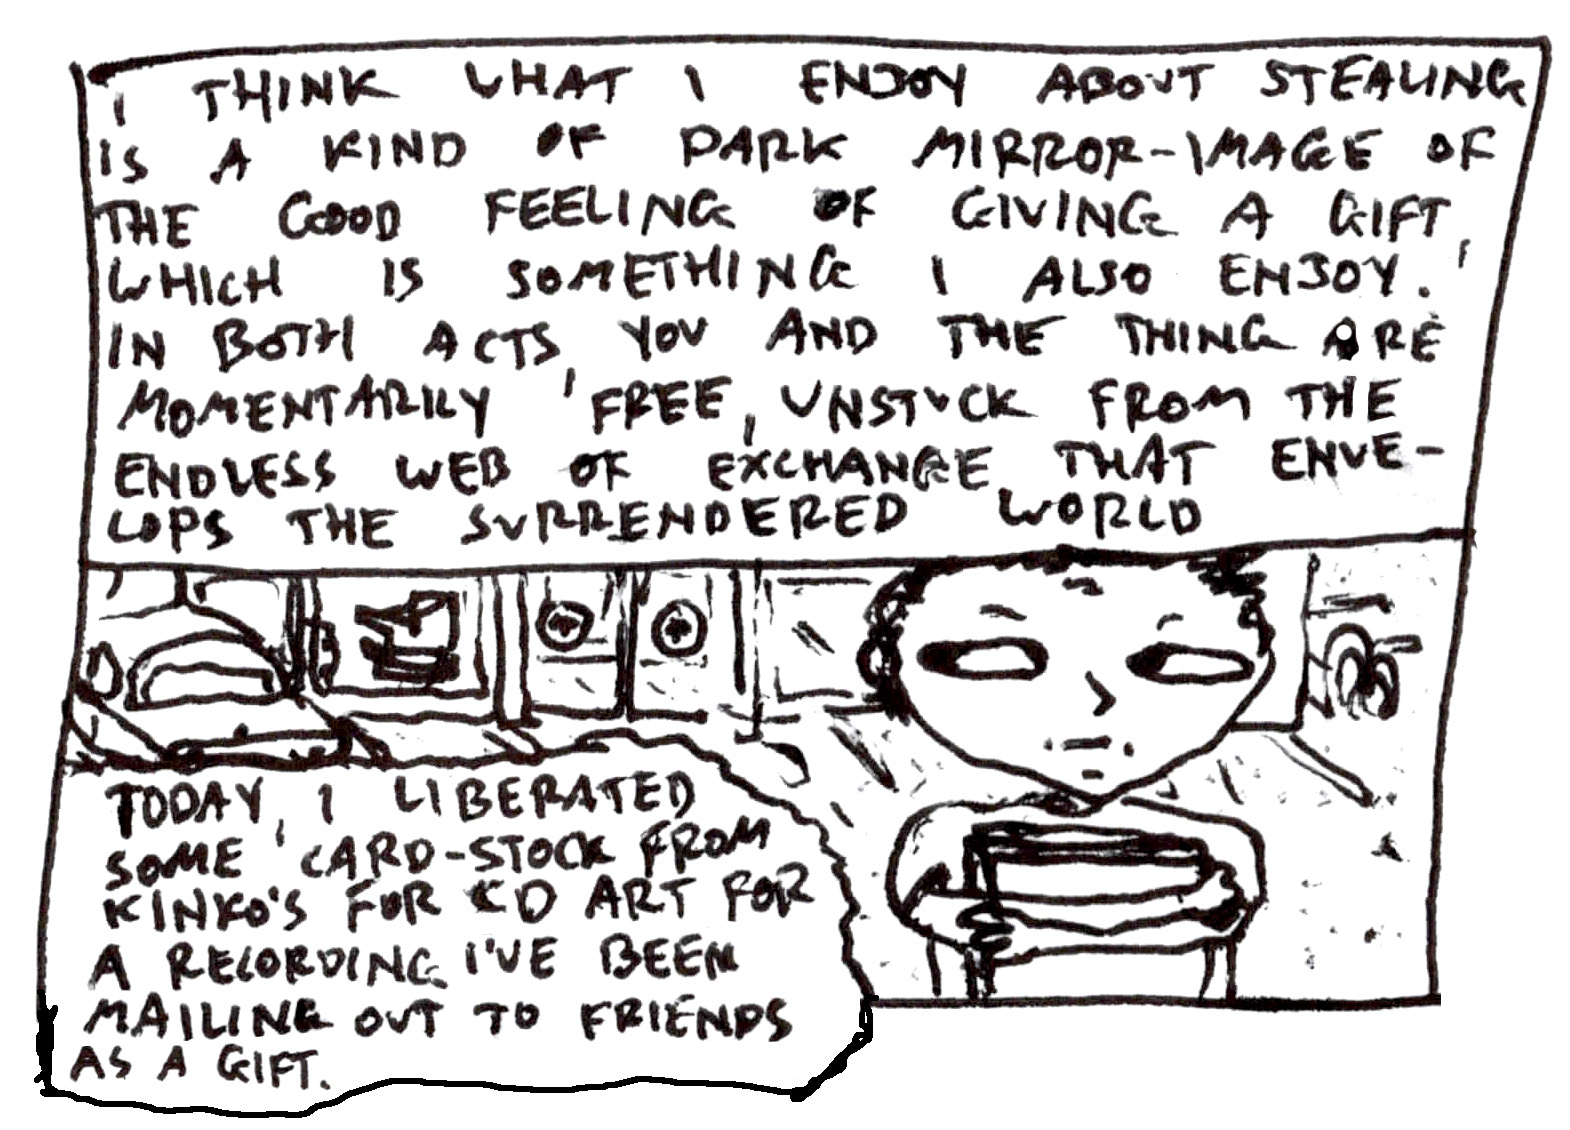 I THINK WHAT I ENJOY ABOUT STEALING
IS A KIND OF DARK MIRROR-IMAGE OF
THE GOOD FEELING OF GIVING A GIFT,
WHICH IS SOMETHING I ALSO ENJOY.
IN BOTH ACTS, YOU AND THE THING ARE
MOMENTARILY FREE, UNSTUCK FROM THE
ENDLESS WEB OF EXCHANGE THAT ENVE-
LOPS THE SURRENDERED WORLD
TODAY, I LIBERATED
SOME CARD-STOCK FROM
KINKO'S FOR CD ART FOR
A RECORDING I'VE BEEN
MAILING OUT TO FRIENDS
AS A GIFT.